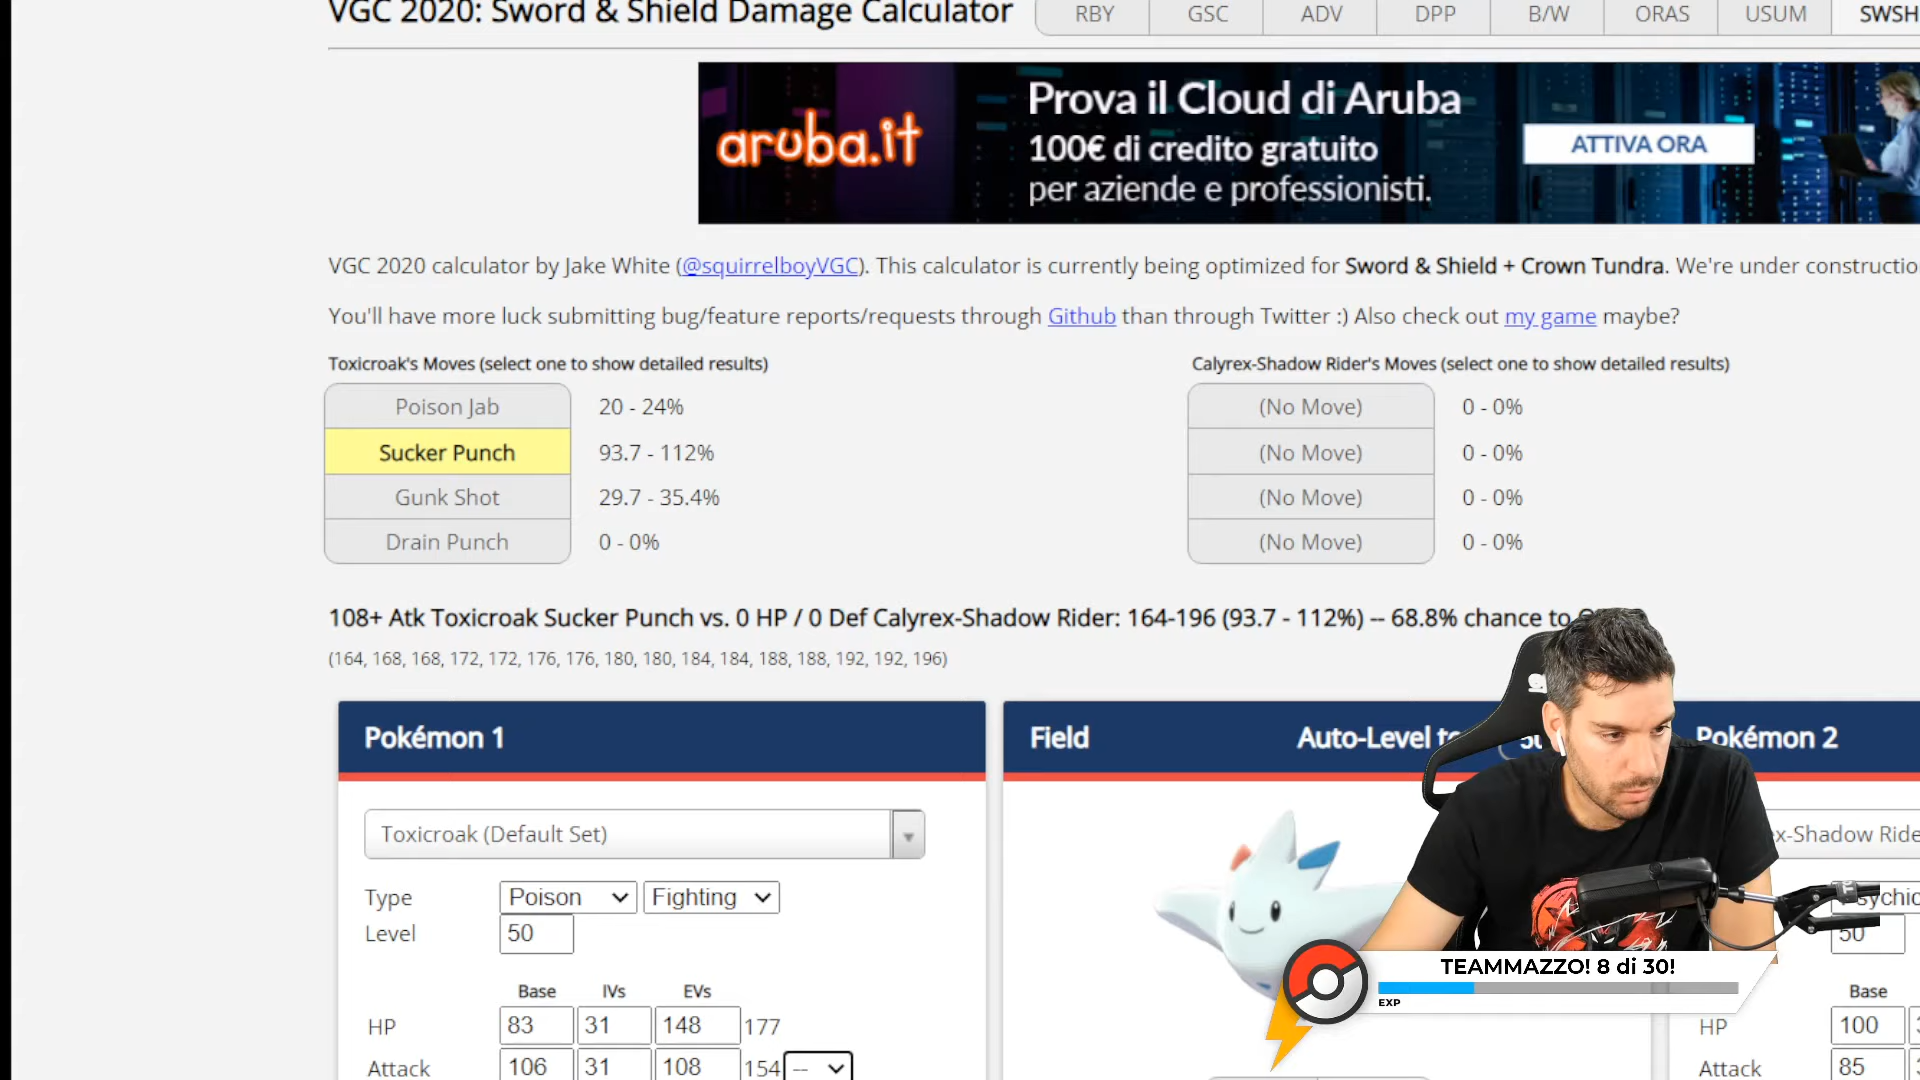 VGC 2020: Sword & Shield Damage Calculator
RBY GSC ADV DPP B/W ORAS USUM SWSH
aruba.it
Prova il Cloud di Aruba
100€ di credito gratuito
per aziende e professionisti.
ATTIVA ORA
VGC 2020 calculator by Jake White (@squirrelboyVGC). This calculator is currently being optimized for Sword & Shield + Crown Tundra. We're under
You'll have more luck submitting bug/feature reports/requests through Github than through Twitter :) Also check out my game maybe?
Toxicroak's Moves (select one to show detailed results)
Poison Jab 20 - 24%
Sucker Punch 93.7 - 112%
Gunk Shot 29.7 - 35.4%
Drain Punch 0 - 0%
Calyrex-Shadow Rider's Moves (select one to show detailed results)
(No Move) 0 - 0%
(No Move) 0 - 0%
(No Move) 0 - 0%
(No Move) 0 - 0%
108+ Atk Toxicroak Sucker Punch vs. 0 HP / 0 Def Calyrex-Shadow Rider: 164-196 (93.7 - 112%) -- 68.8% chance to
(164, 168, 168, 172, 172, 176, 176, 180, 180, 184, 184, 188, 188, 192, 192, 196)
Pokémon 1
Toxicroak (Default Set)
Type Poison Fighting
Level 50
Base IVs EVs
HP 83 31 148 177
Attack 106 31 108 154 --
Field
Auto-Level to
Pokémon 2
50
Base
HP 100
Attack 85
TEAMMAZZO! 8 di 30!
EXP